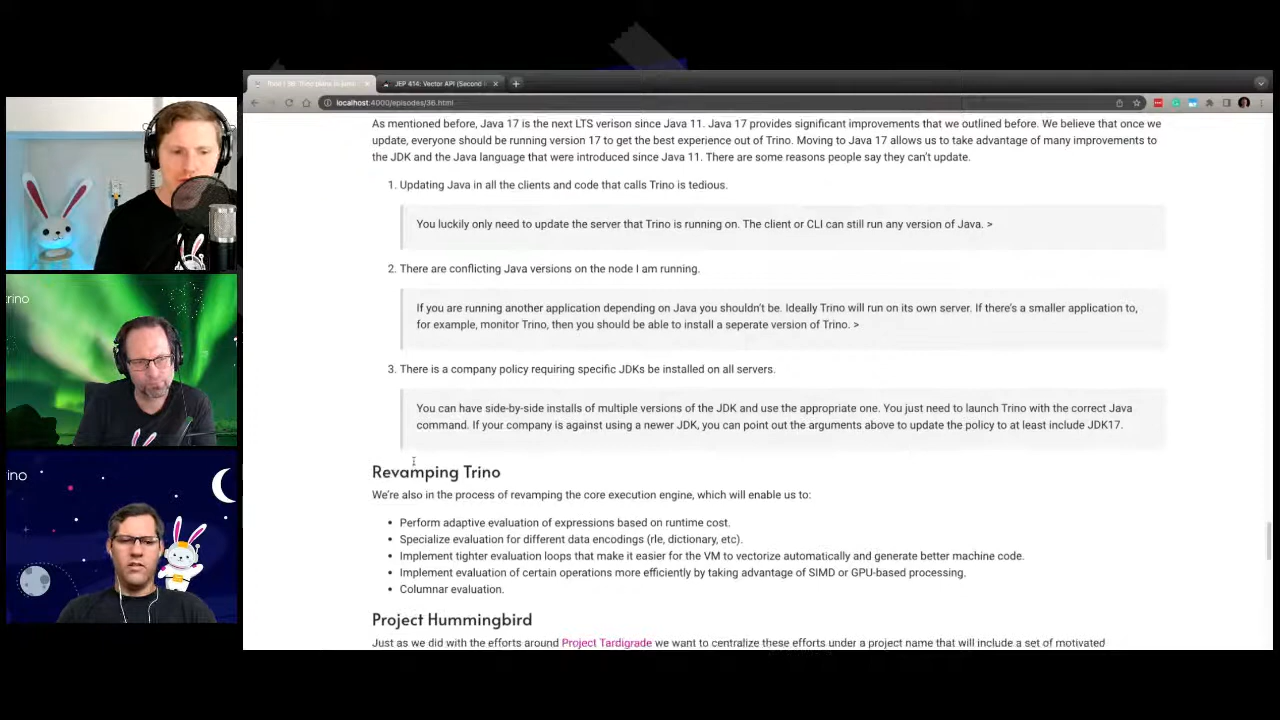 JEP 414: Vector API (Second I
localhost:4000/episodes/36.html
As mentioned before, Java 17 is the next LTS verison since Java 11. Java 17 provides significant improvements that we outlined before. We believe that once we
update, everyone should be running version 17 to get the best experience out of Trino. Moving to Java 17 allows us to take advantage of many improvements to
the JDK and the Java language that were introduced since Java 11. There are some reasons people say they can't update.
1. Updating Java in all the clients and code that calls Trino is tedious.
You luckily only need to update the server that Trino is running on. The client or CLI can still run any version of Java. >
2. There are conflicting Java versions on the node I am running.
If you are running another application depending on Java you shouldn't be. Ideally Trino will run on its own server. If there's a smaller application to,
for example, monitor Trino, then you should be able to install a seperate version of Trino. >
3. There is a company policy requiring specific JDKs be installed on all servers.
You can have side-by-side installs of multiple versions of the JDK and use the appropriate one. You just need to launch Trino with the correct Java
command. If your company is against using a newer JDK, you can point out the arguments above to update the policy to at least include JDK17.
Revamping Trino
We're also in the process of revamping the core execution engine, which will enable us to:
• Perform adaptive evaluation of expressions based on runtime cost.
• Specialize evaluation for different data encodings (rle, dictionary, etc).
• Implement tighter evaluation loops that make it easier for the VM to vectorize automatically and generate better machine code.
• Implement evaluation of certain operations more efficiently by taking advantage of SIMD or GPU-based processing.
• Columnar evaluation.
Project Hummingbird
Just as we did with the efforts around Project Tardigrade we want to centralize these efforts under a project name that will include a set of motivated
rino
ino